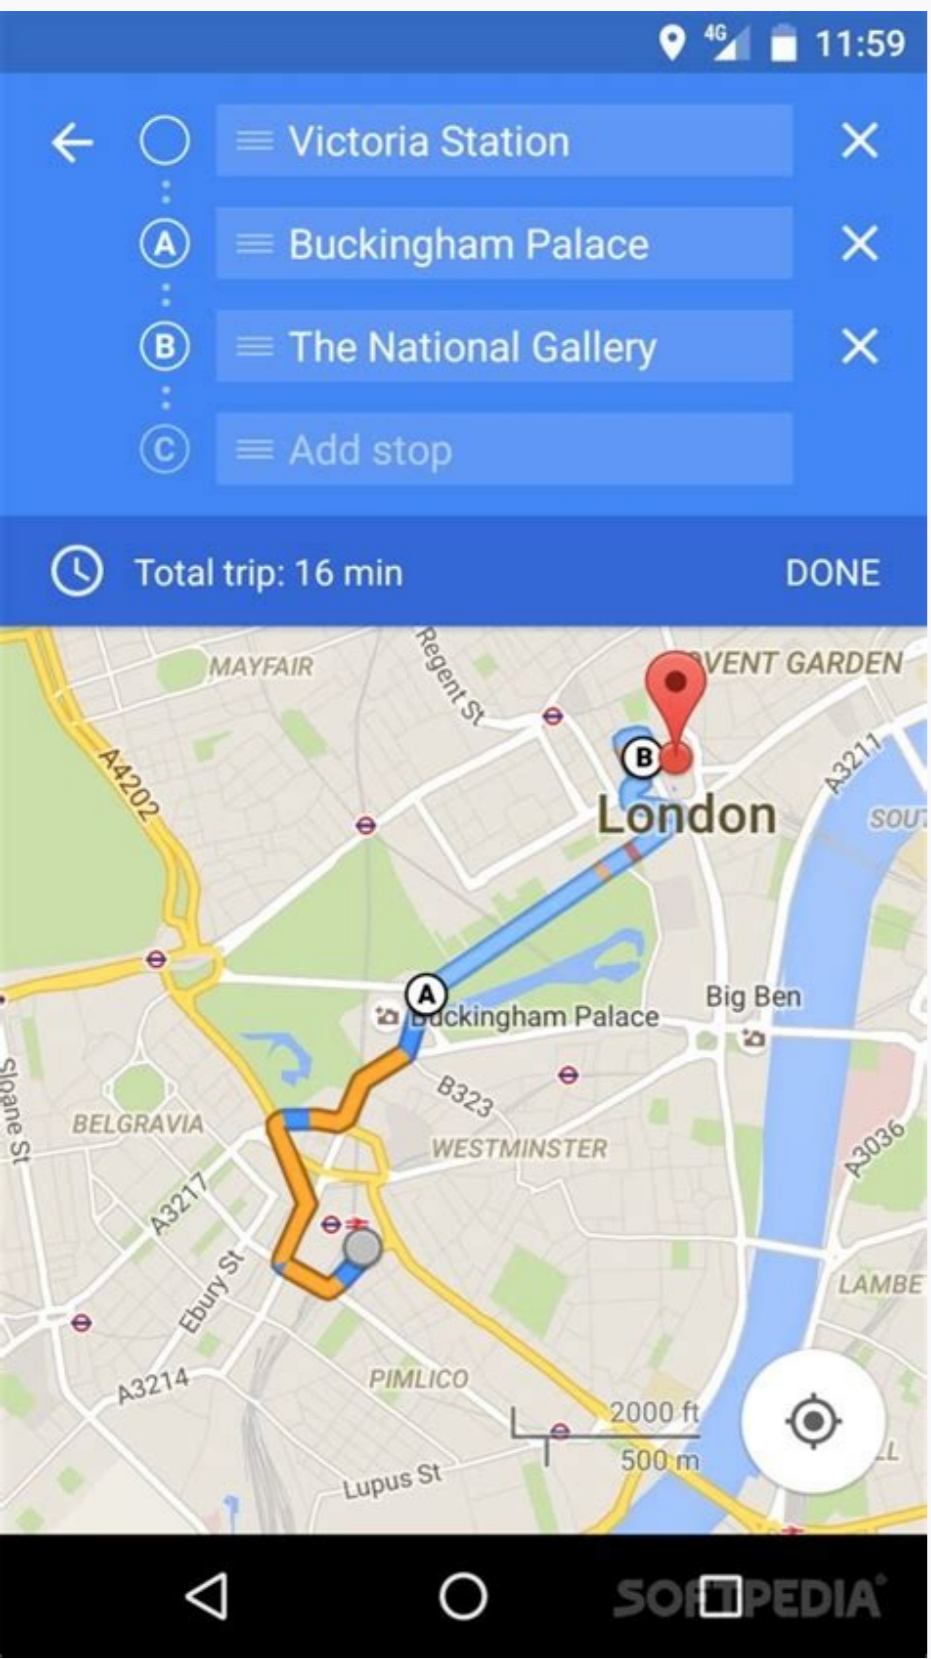 4G 11:59
Victoria Station
A Buckingham Palace
B The National Gallery
C Add stop
Total trip: 16 min DONE
MAYFAIR
Regent St
VENT GARDEN
A4202
B
A3211
London
SOU
A
Buckingham Palace
Big Ben
Sloane St
B323
BELGRAVIA
WESTMINSTER
A3036
A3217
Ebury St
LAMBE
A3214
PIMLICO
2000 ft
500 m
LL
Lupus St
SOFTPEDIA